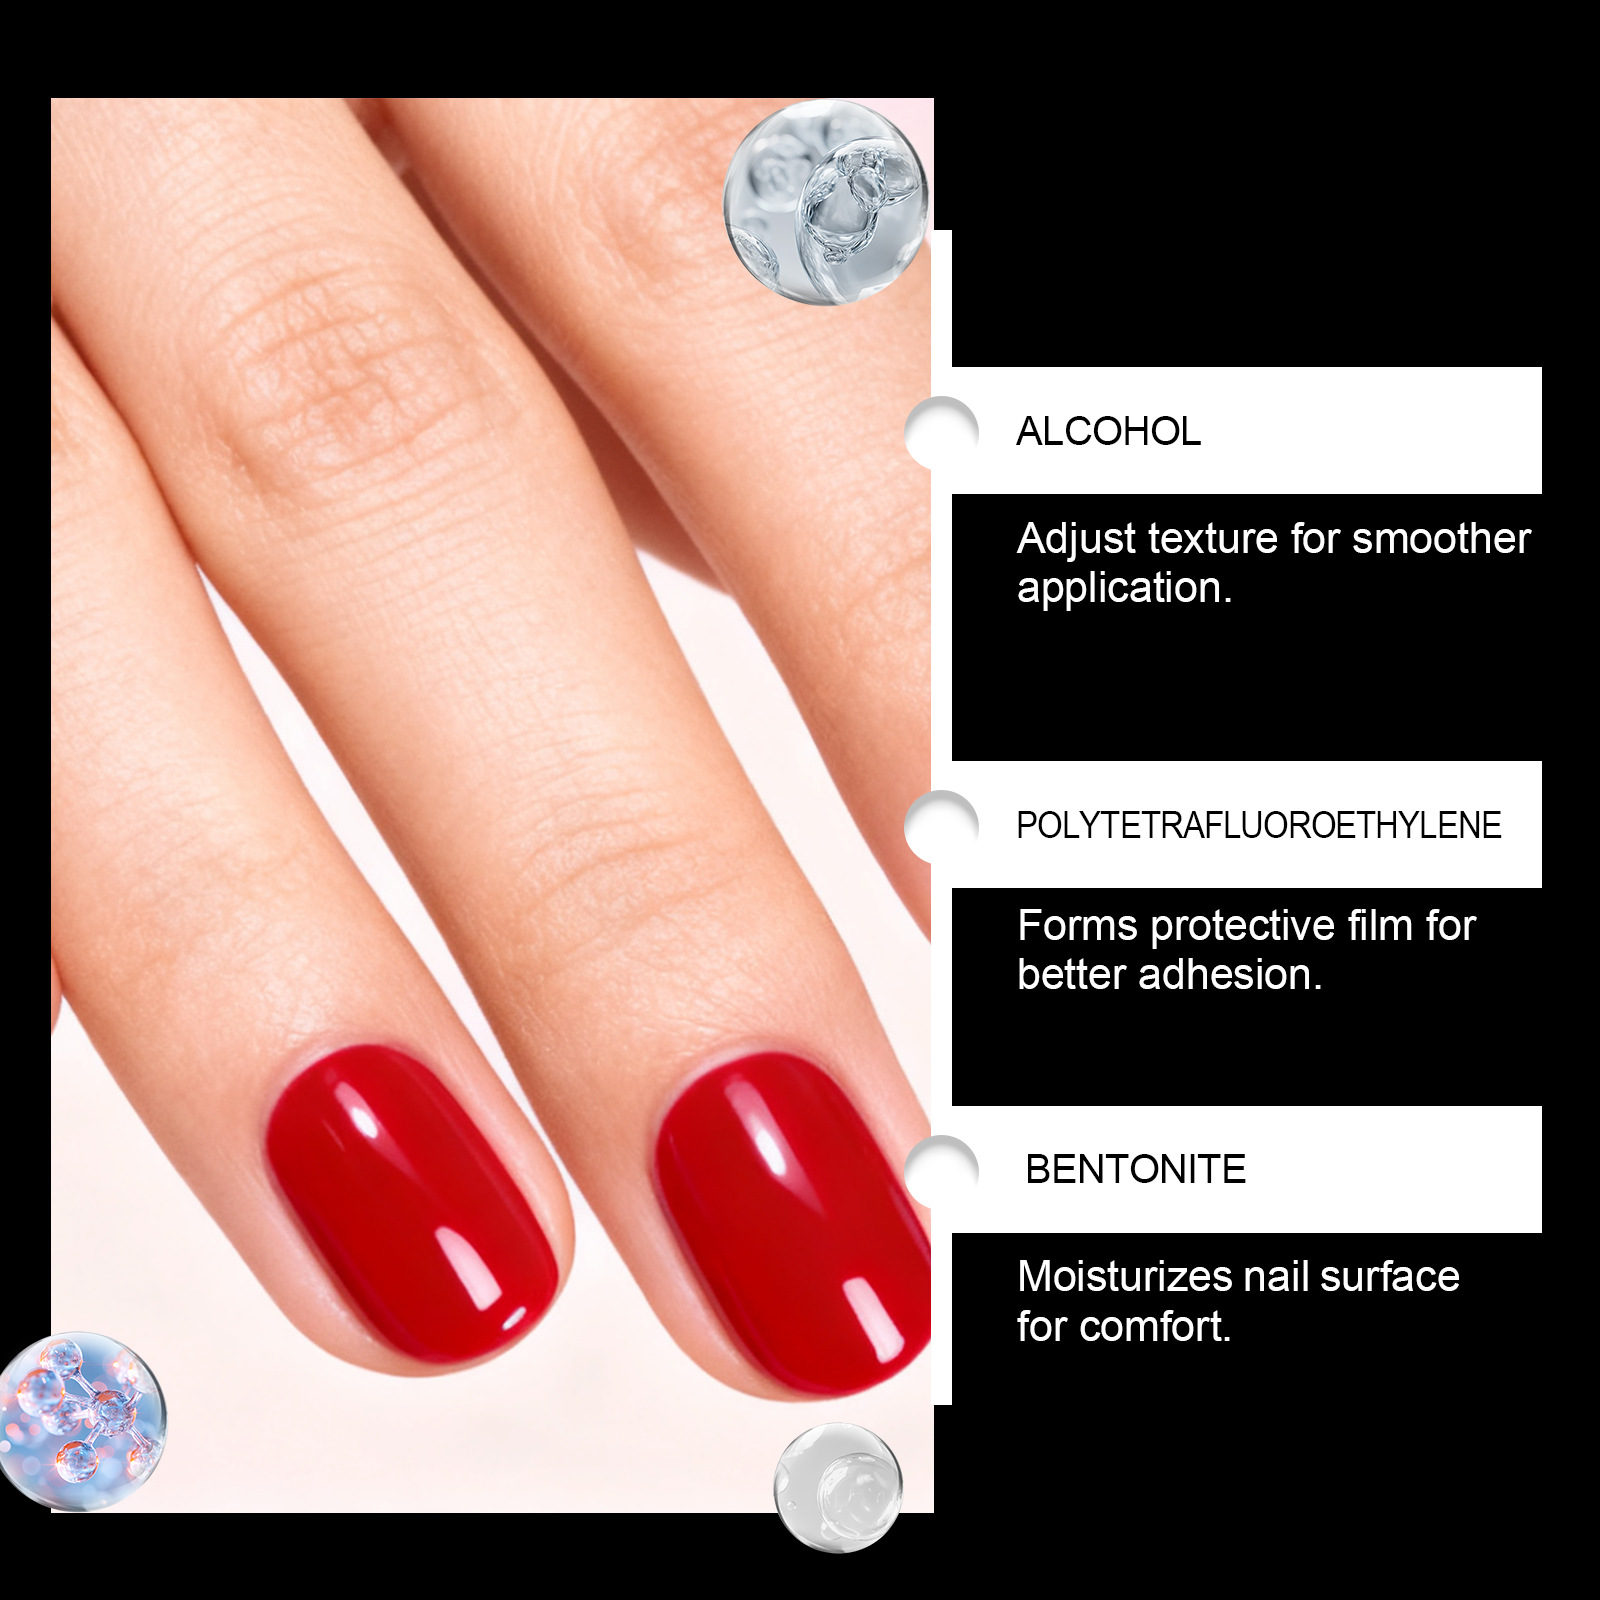 ALCOHOL
Adjust texture for smoother
application.
POLYTETRAFLUOROETHYLENE
Forms protective film for
better adhesion.
BENTONITE
Moisturizes nail surface
for comfort.